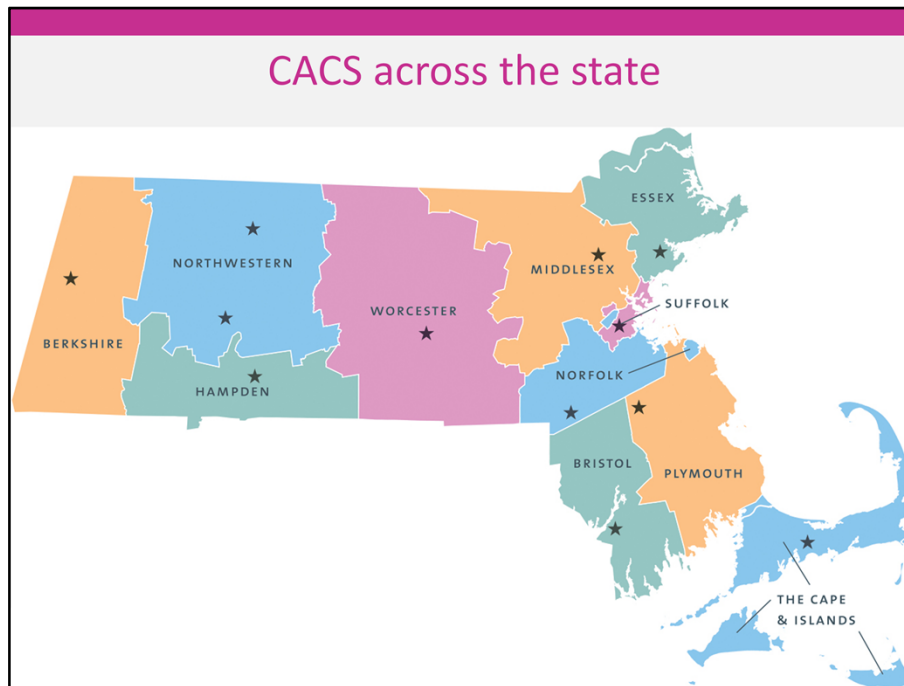 CACS across the state
ESSEX
NORTHWESTERN
MIDDLESEX
SUFFOLK
WORCESTER
BERKSHIRE
NORFOLK
HAMPDEN
BRISTOL
PLYMOUTH
THE CAPE
& ISLANDS